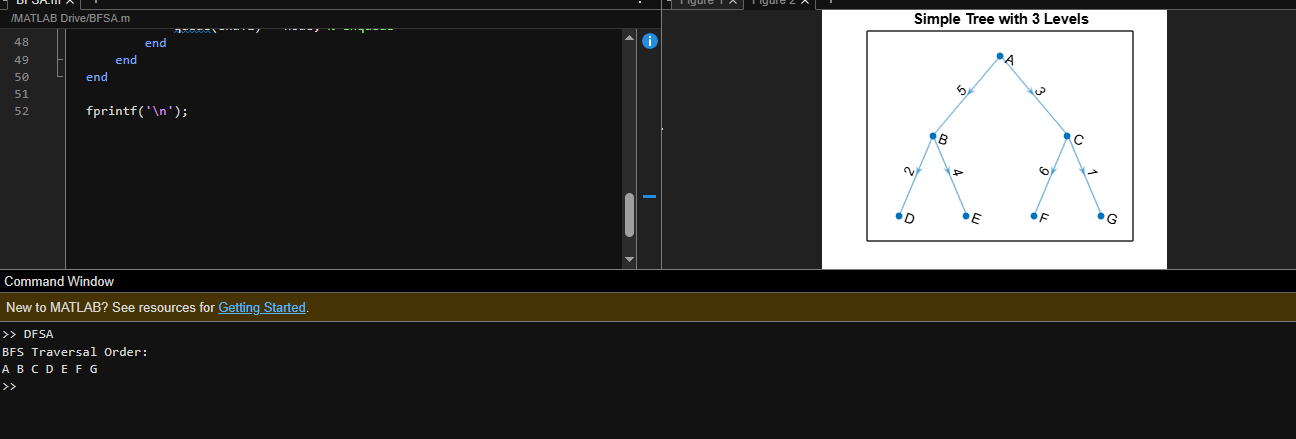 BFSA.m ×
Figure 1 × Figure 2 × +
/MATLAB Drive/BFSA.m
48 end
49 end
50 end
51
52 fprintf('\n');
Simple Tree with 3 Levels
A
5 3
B C
2 4 6 1
D E F G
Command Window
New to MATLAB? See resources for Getting Started.
>> DFSA
BFS Traversal Order:
A B C D E F G
>>